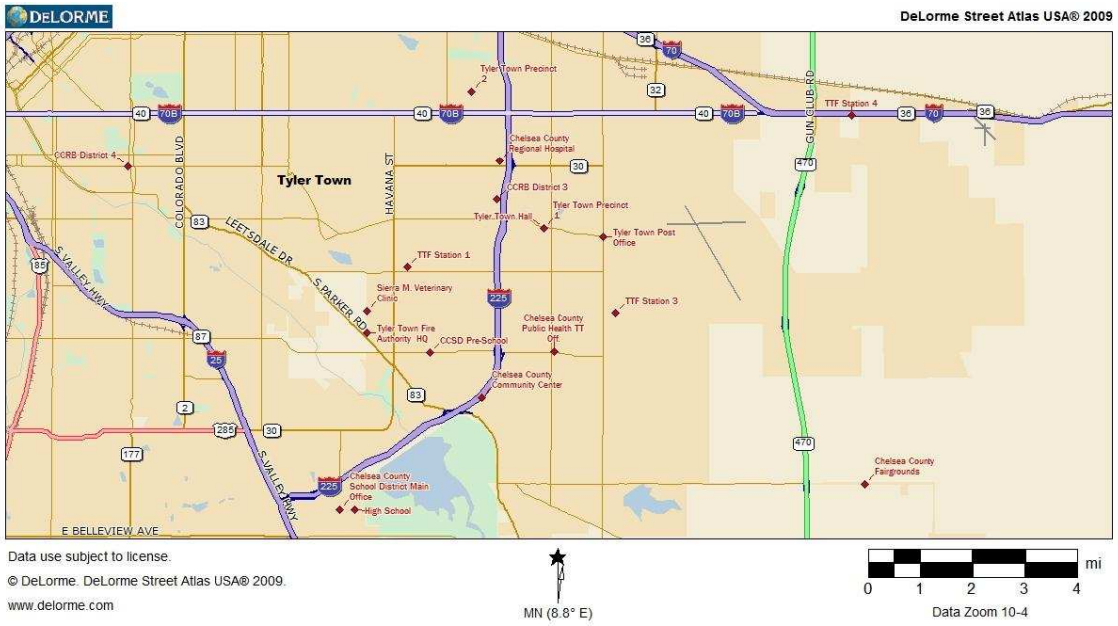 DELORME
DeLorme Street Atlas USA® 2009
36
70
Tyler Town Precinct
2
32
GUN CLUB RD
TTF Station 4
40
70B
40
70B
40
70B
36
70
36
COLORADO BLVD
Chelsea County
Regional Hospital
CCRB District 4
HAVANA ST
30
470
Tyler Town
CCRB District 3
83
LEETSDALE DR
Tyler Town Hall
Tyler Town Precinct
1
Tyler Town Post
Office
S VALLEY HWY
85
TTF Station 1
S PARKER RD
Sierra M. Veterinary
Clinic
225
TTF Station 3
Chelsea County
Public Health TT
Off.
87
Tyler Town Fire
Authority HQ
CCSD Pre-School
25
Chelsea County
Community Center
83
2
285
30
470
177
S VALLEY HWY
Chelsea County
Fairgrounds
225
Chelsea County
School District Main
Office
High School
E BELLEVIEW AVE
Data use subject to license.
© DeLorme. DeLorme Street Atlas USA® 2009.
www.delorme.com
MN (8.8° E)
mi
0 1 2 3 4
Data Zoom 10-4